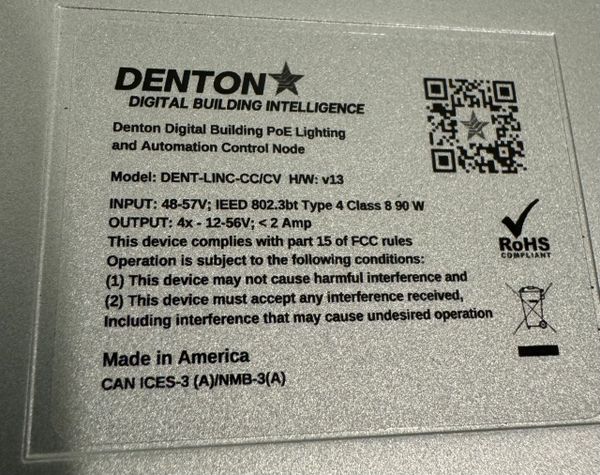 DENTON
DIGITAL BUILDING INTELLIGENCE
Denton Digital Building PoE Lighting
and Automation Control Node
Model: DENT-LINC-CC/CV H/W: v13
INPUT: 48-57V; IEED 802.3bt Type 4 Class 8 90 W
OUTPUT: 4x - 12-56V; < 2 Amp
This device complies with part 15 of FCC rules
Operation is subject to the following conditions:
(1) This device may not cause harmful interference and
(2) This device must accept any interference received,
Including interference that may cause undesired operation
RoHS
COMPLIANT
Made in America
CAN ICES-3 (A)/NMB-3(A)